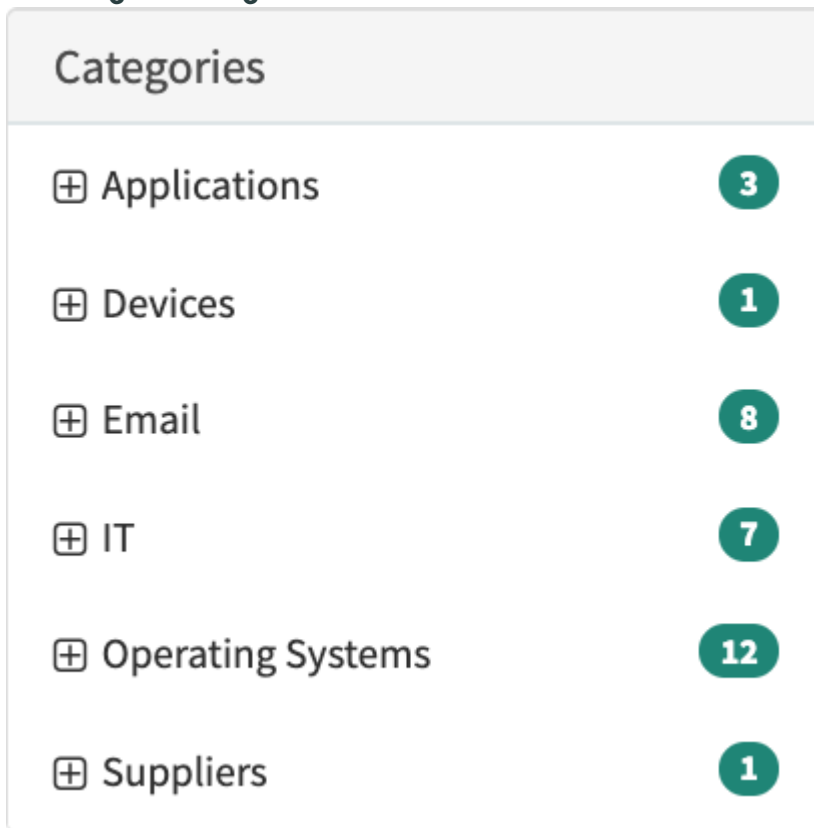 Categories
Applications 3
Devices 1
Email 8
IT 7
Operating Systems 12
Suppliers 1